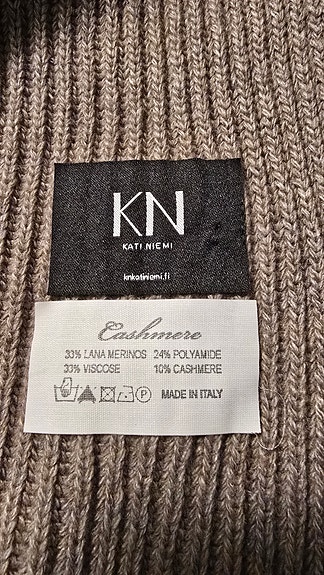 KN
KATI NIEMI
knkatiniemi.fi
Cashmere
33% LANA MERINOS 24% POLYAMIDE
33% VISCOSE 10% CASHMERE
P MADE IN ITALY